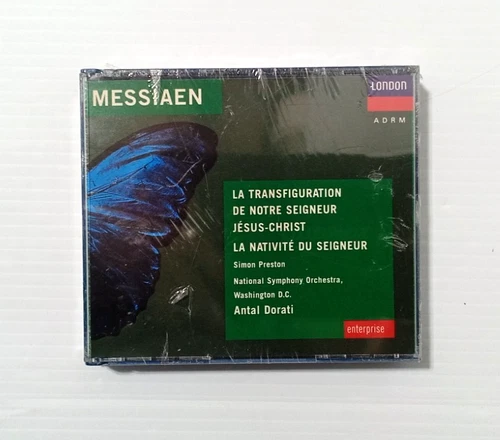 MESSIAEN
LONDON
ADRM
LA TRANSFIGURATION
DE NOTRE SEIGNEUR
JÉSUS-CHRIST
LA NATIVITÉ DU SEIGNEUR
Simon Preston
National Symphony Orchestra,
Washington D.C.
Antal Dorati
enterprise